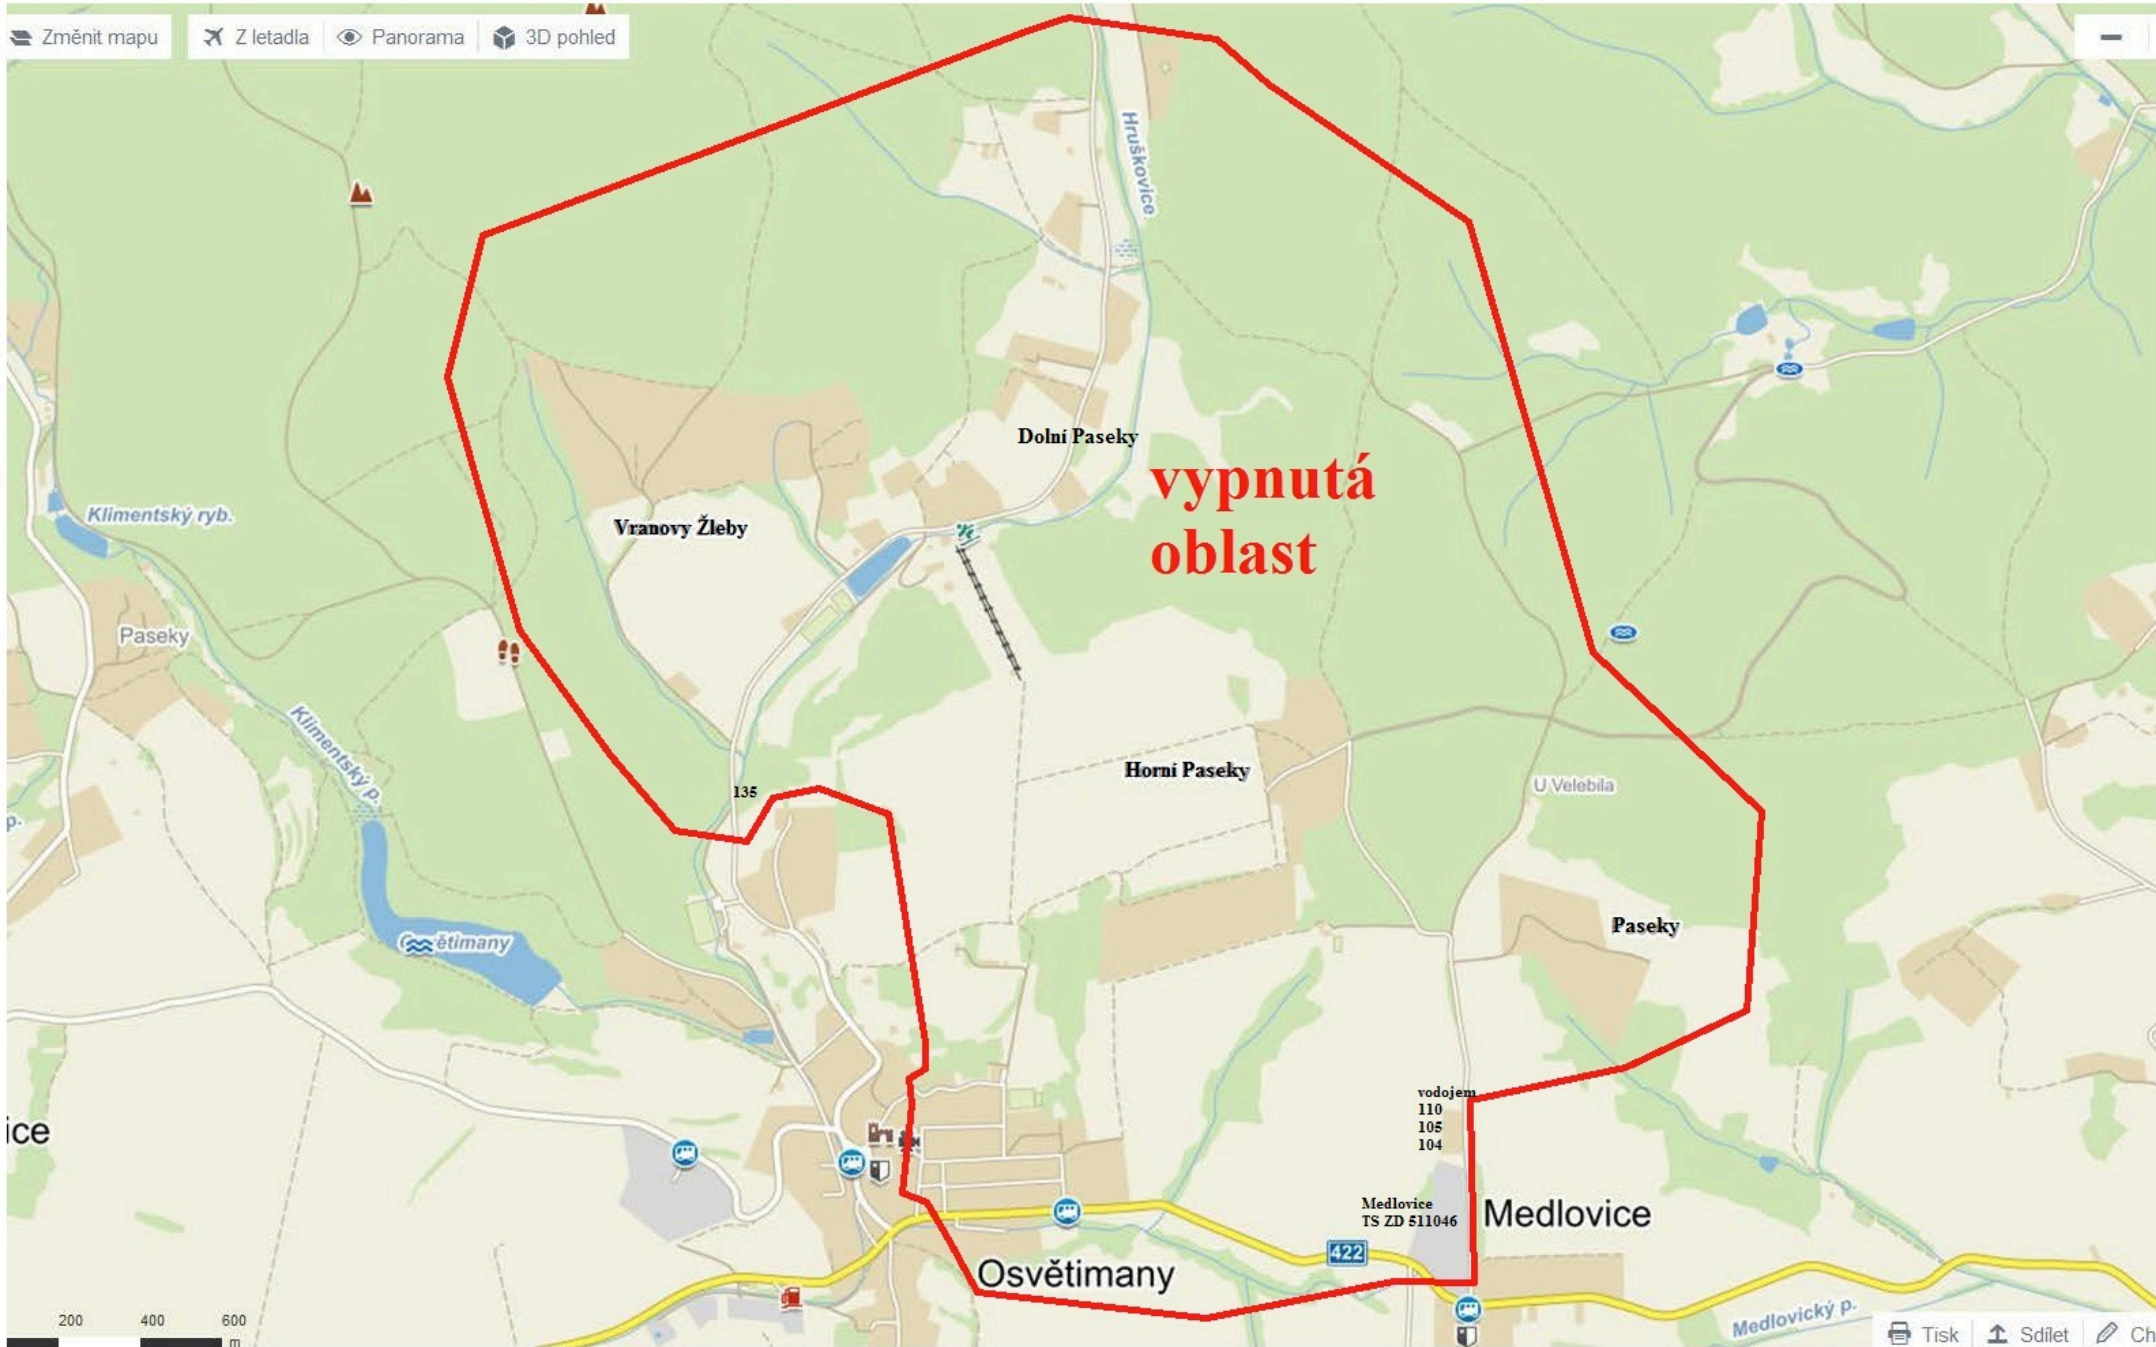 Změnit mapu
Z letadla
Panorama
3D pohled
Hruškovice
Dolní Paseky
vypnutá
oblast
Klimentský ryb.
Vranovy Žleby
Paseky
Klimentský p.
Horní Paseky
U Velebila
135
p.
Paseky
vodojem
110
105
104
ice
Medlovice
TS ZD 511046
Medlovice
422
Osvětimany
Medlovický p.
200 400 600
m
Tisk
Sdílet
Ch